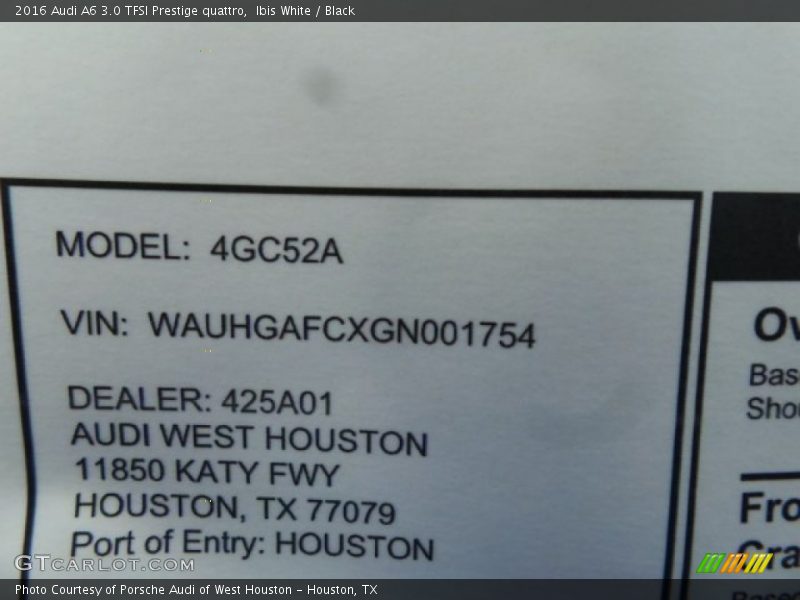 2016 Audi A6 3.0 TFSI Prestige quattro,  Ibis White / Black
MODEL:  4GC52A
VIN:  WAUHGAFCXGN001754
DEALER: 425A01
AUDI WEST HOUSTON
11850 KATY FWY
HOUSTON, TX 77079
Port of Entry: HOUSTON
Ov
Bas
Shou
Fro
Cra
GTCARLOT.COM
Photo Courtesy of Porsche Audi of West Houston – Houston, TX